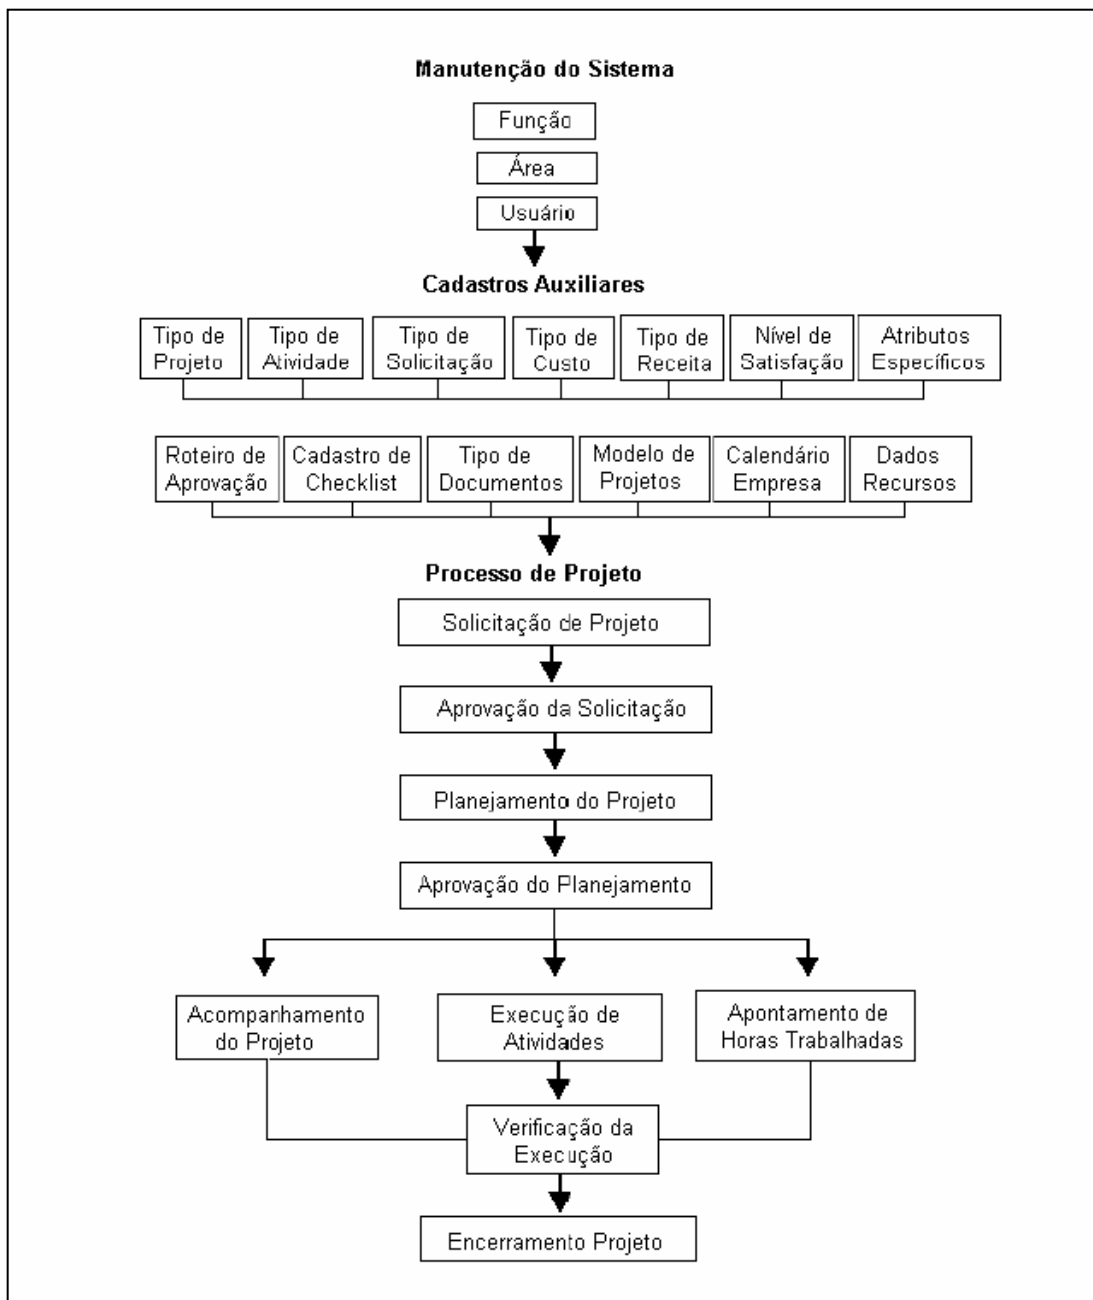 Manutenção do Sistema
Função
Área
Usuário
Cadastros Auxiliares
Tipo de
Projeto
Tipo de
Atividade
Tipo de
Solicitação
Tipo de
Custo
Tipo de
Receita
Nível de
Satisfação
Atributos
Específicos
Roteiro de
Aprovação
Cadastro de
Checklist
Tipo de
Documentos
Modelo de
Projetos
Calendário
Empresa
Dados
Recursos
Processo de Projeto
Solicitação de Projeto
Aprovação da Solicitação
Planejamento do Projeto
Aprovação do Planejamento
Acompanhamento
do Projeto
Execução de
Atividades
Apontamento de
Horas Trabalhadas
Verificação da
Execução
Encerramento Projeto